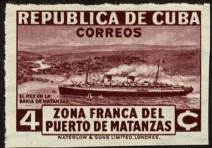 REPUBLICA DE CUBA
CORREOS
EL REX EN LA
BAHIA DE MATANZAS
4 ZONA FRANCA DEL ¢
PUERTO DE MATANZAS
WATERLOW & SONS LIMITED. LONDRES.